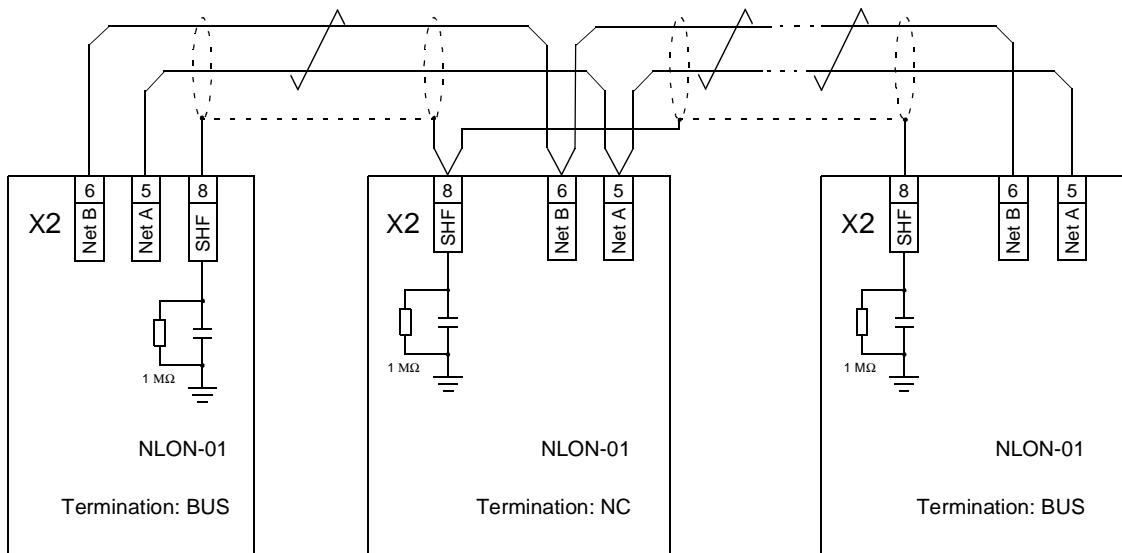 6 5 8
8 6 5
8 6 5
X2 Net B Net A SHF
X2 SHF Net B Net A
X2 SHF Net B Net A
1 MΩ
1 MΩ
1 MΩ
NLON-01
NLON-01
NLON-01
Termination: BUS
Termination: NC
Termination: BUS